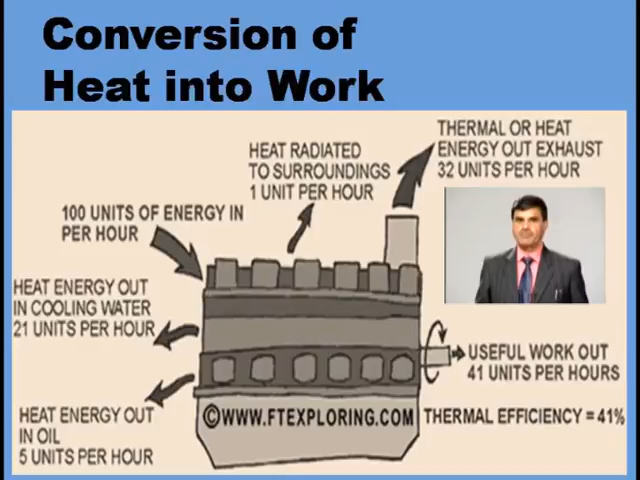 Conversion of
Heat into Work
THERMAL OR HEAT
ENERGY OUT EXHAUST
32 UNITS PER HOUR
HEAT RADIATED
TO SURROUNDINGS
1 UNIT PER HOUR
100 UNITS OF ENERGY IN
PER HOUR
HEAT ENERGY OUT
IN COOLING WATER
21 UNITS PER HOUR
USEFUL WORK OUT
41 UNITS PER HOURS
HEAT ENERGY OUT
IN OIL
5 UNITS PER HOUR
©WWW.FTEXPLORING.COM
THERMAL EFFICIENCY = 41%